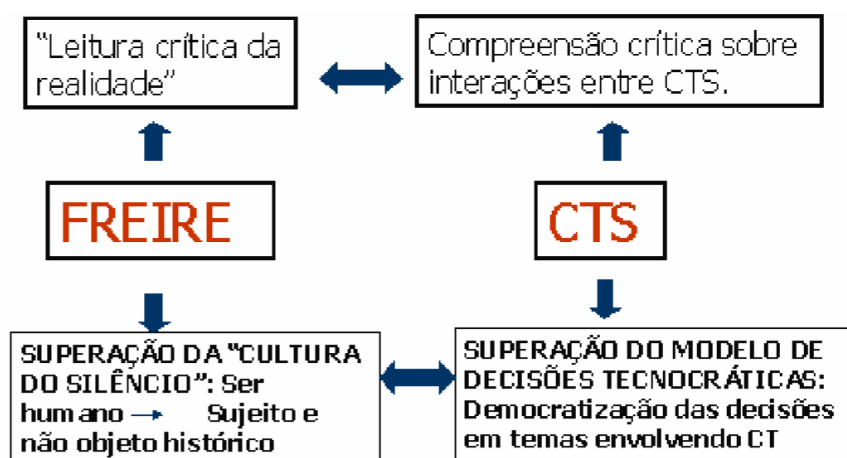 “Leitura crítica da
realidade”
Compreensão crítica sobre
interações entre CTS.
FREIRE
CTS
SUPERAÇÃO DA “CULTURA
DO SILÊNCIO”: Ser
humano → Sujeito e
não objeto histórico
SUPERAÇÃO DO MODELO DE
DECISÕES TECNOCRÁTICAS:
Democratização das decisões
em temas envolvendo CT